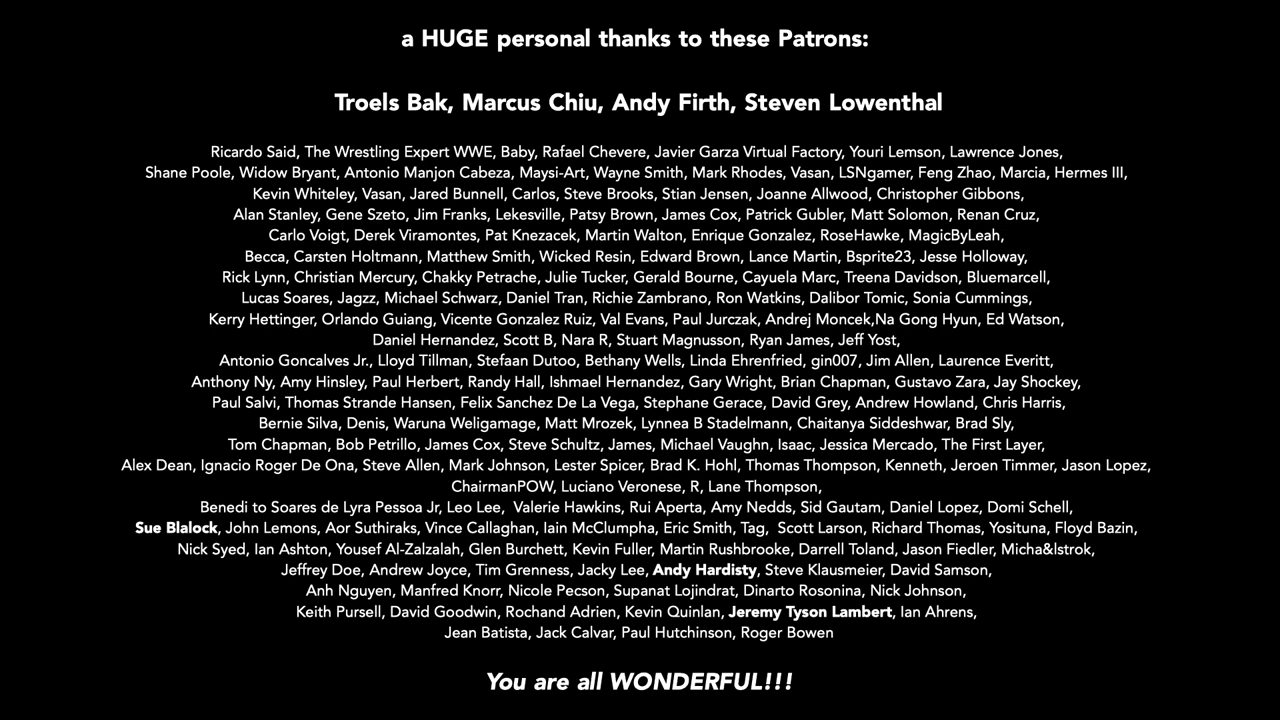 a HUGE personal thanks to these Patrons:
Troels Bak, Marcus Chiu, Andy Firth, Steven Lowenthal
Ricardo Said, The Wrestling Expert WWE, Baby, Rafael Chevere, Javier Garza Virtual Factory, Youri Lemson, Lawrence Jones,
Shane Poole, Widow Bryant, Antonio Manjon Cabeza, Maysi-Art, Wayne Smith, Mark Rhodes, Vasan, LSNgamer, Feng Zhao, Marcia, Hermes III,
Kevin Whiteley, Vasan, Jared Bunnell, Carlos, Steve Brooks, Stian Jensen, Joanne Allwood, Christopher Gibbons,
Alan Stanley, Gene Szeto, Jim Franks, Lekesville, Patsy Brown, James Cox, Patrick Gubler, Matt Solomon, Renan Cruz,
Carlo Voigt, Derek Viramontes, Pat Knezacek, Martin Walton, Enrique Gonzalez, RoseHawke, MagicByLeah,
Becca, Carsten Holtmann, Matthew Smith, Wicked Resin, Edward Brown, Lance Martin, Bsprite23, Jesse Holloway,
Rick Lynn, Christian Mercury, Chakky Petrache, Julie Tucker, Gerald Bourne, Cayuela Marc, Treena Davidson, Bluemarcell,
Lucas Soares, Jagzz, Michael Schwarz, Daniel Tran, Richie Zambrano, Ron Watkins, Dalibor Tomic, Sonia Cummings,
Kerry Hettinger, Orlando Guiang, Vicente Gonzalez Ruiz, Val Evans, Paul Jurczak, Andrej Moncek,Na Gong Hyun, Ed Watson,
Daniel Hernandez, Scott B, Nara R, Stuart Magnusson, Ryan James, Jeff Yost,
Antonio Goncalves Jr., Lloyd Tillman, Stefaan Dutoo, Bethany Wells, Linda Ehrenfried, gin007, Jim Allen, Laurence Everitt,
Anthony Ny, Amy Hinsley, Paul Herbert, Randy Hall, Ishmael Hernandez, Gary Wright, Brian Chapman, Gustavo Zara, Jay Shockey,
Paul Salvi, Thomas Strande Hansen, Felix Sanchez De La Vega, Stephane Gerace, David Grey, Andrew Howland, Chris Harris,
Bernie Silva, Denis, Waruna Weligamage, Matt Mrozek, Lynnea B Stadelmann, Chaitanya Siddeshwar, Brad Sly,
Tom Chapman, Bob Petrillo, James Cox, Steve Schultz, James, Michael Vaughn, Isaac, Jessica Mercado, The First Layer,
Alex Dean, Ignacio Roger De Ona, Steve Allen, Mark Johnson, Lester Spicer, Brad K. Hohl, Thomas Thompson, Kenneth, Jeroen Timmer, Jason Lopez,
ChairmanPOW, Luciano Veronese, R, Lane Thompson,
Benedi to Soares de Lyra Pessoa Jr, Leo Lee, Valerie Hawkins, Rui Aperta, Amy Nedds, Sid Gautam, Daniel Lopez, Domi Schell,
Sue Blalock, John Lemons, Aor Suthiraks, Vince Callaghan, Iain McClumpha, Eric Smith, Tag, Scott Larson, Richard Thomas, Yosituna, Floyd Bazin,
Nick Syed, Ian Ashton, Yousef Al-Zalzalah, Glen Burchett, Kevin Fuller, Martin Rushbrooke, Darrell Toland, Jason Fiedler, Micha&lstrok,
Jeffrey Doe, Andrew Joyce, Tim Grenness, Jacky Lee, Andy Hardisty, Steve Klausmeier, David Samson,
Anh Nguyen, Manfred Knorr, Nicole Pecson, Supanat Lojindrat, Dinarto Rosonina, Nick Johnson,
Keith Pursell, David Goodwin, Rochand Adrien, Kevin Quinlan, Jeremy Tyson Lambert, Ian Ahrens,
Jean Batista, Jack Calvar, Paul Hutchinson, Roger Bowen
You are all WONDERFUL!!!